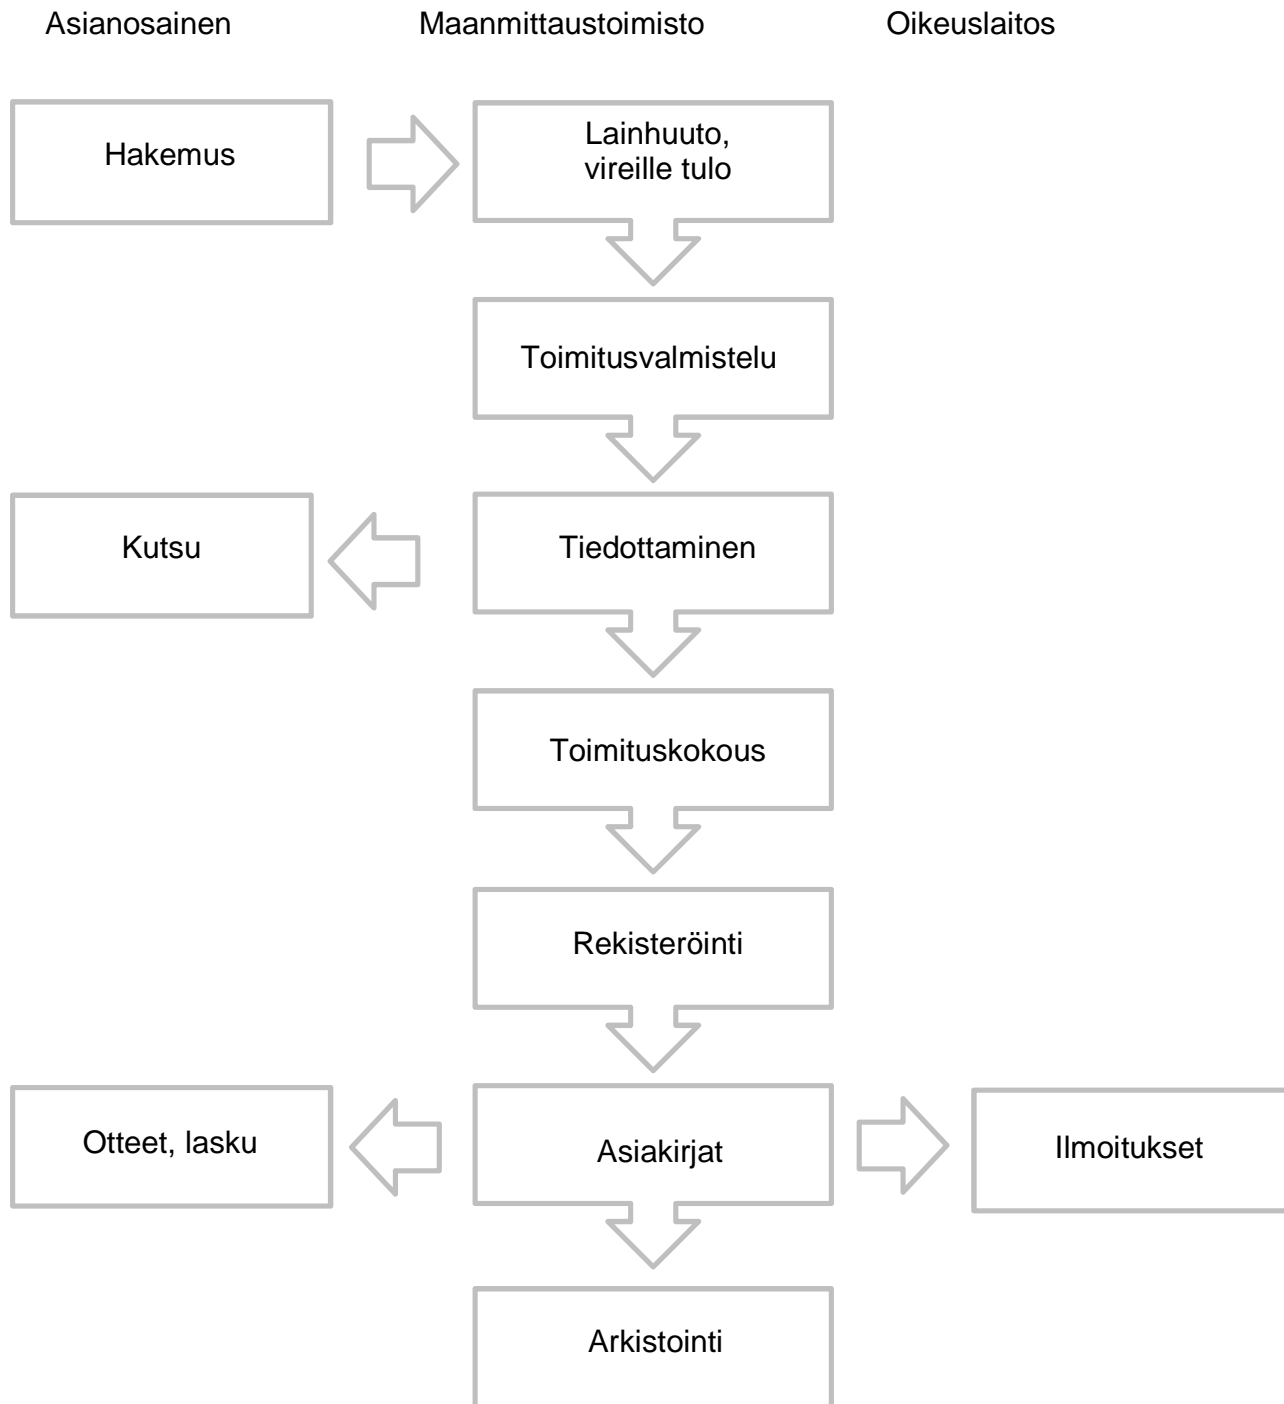 Asianosainen
Maanmittaustoimisto
Oikeuslaitos
Hakemus
Lainhuuto,
vireille tulo
Toimitusvalmistelu
Kutsu
Tiedottaminen
Toimituskokous
Rekisteröinti
Otteet, lasku
Asiakirjat
Ilmoitukset
Arkistointi